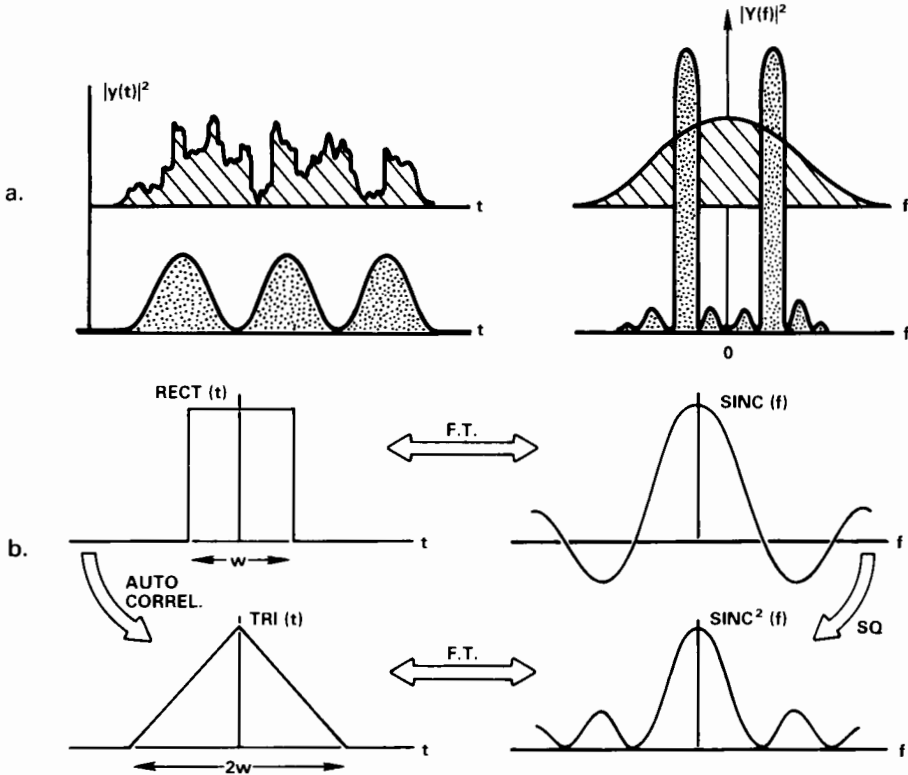 a.
|y(t)|²
t
t
|Y(f)|²
f
f
0
b.
RECT (t)
t
w
F.T.
SINC (f)
f
AUTO
CORREL.
SQ
TRI (t)
t
2w
F.T.
SINC² (f)
f